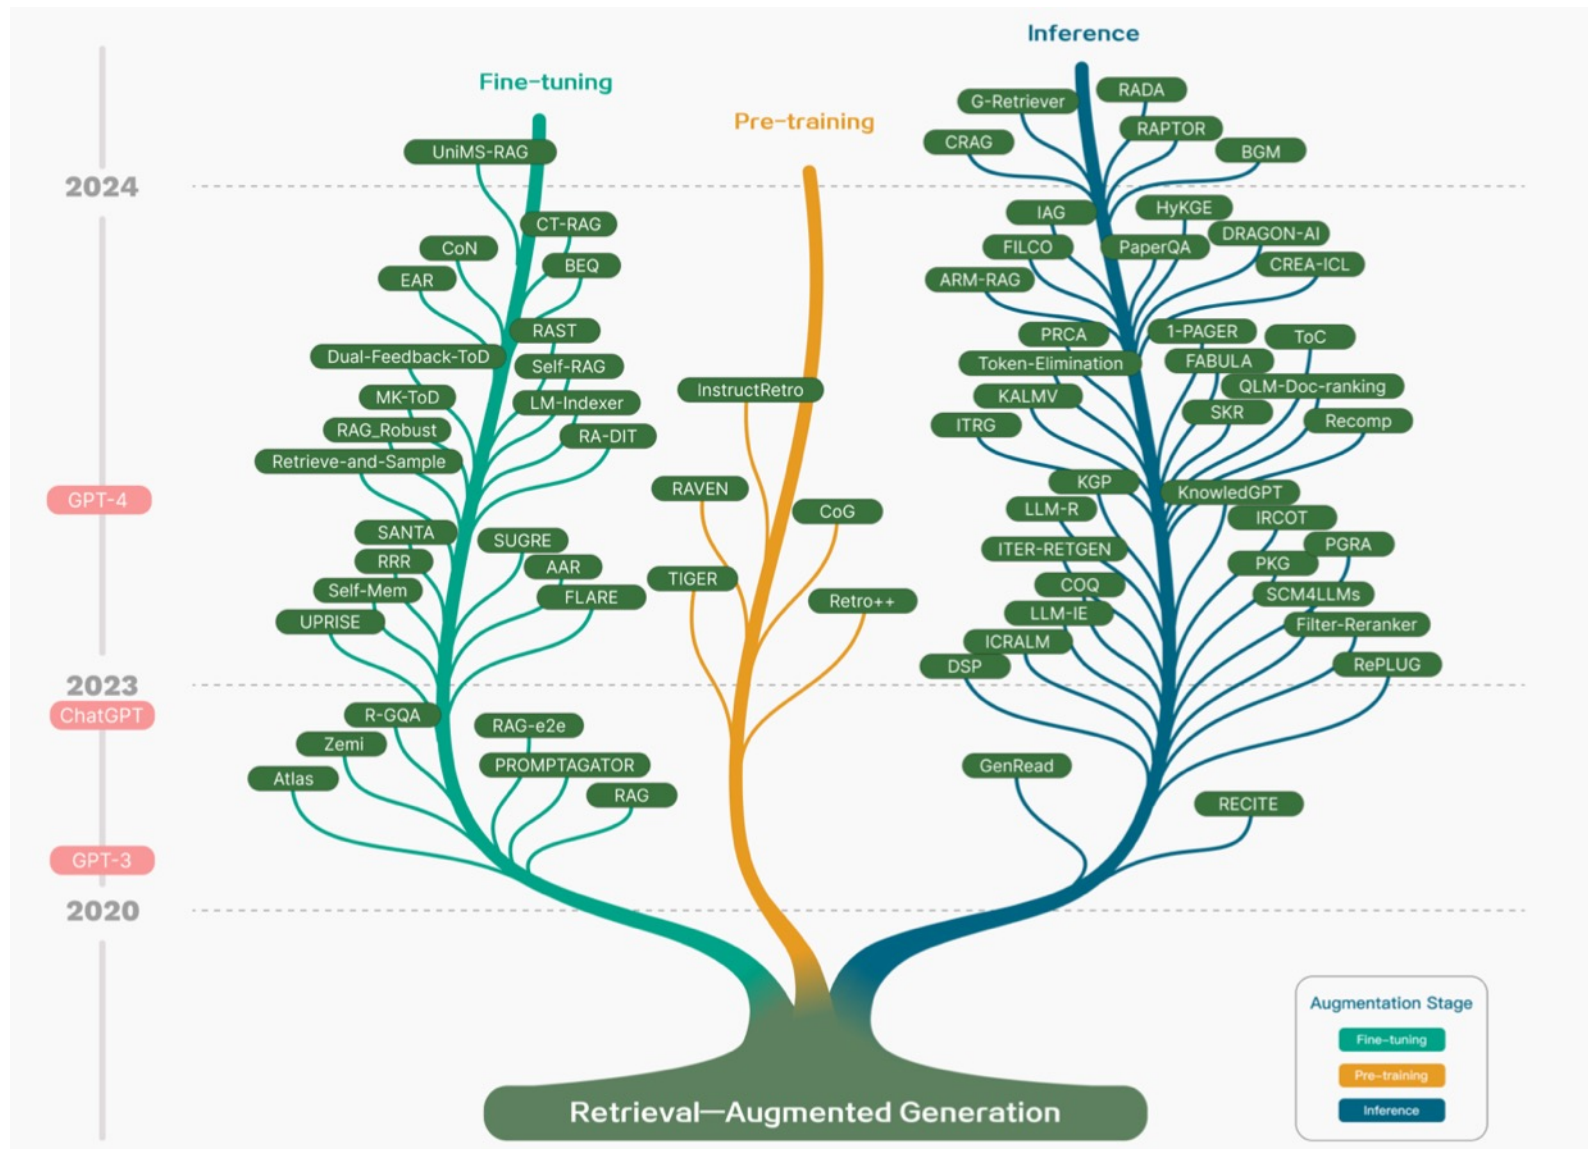 Inference
Fine-tuning
Pre-training
G-Retriever
RADA
RAPTOR
CRAG
BGM
UniMS-RAG
2024
IAG
HyKGE
CT-RAG
DRAGON-AI
CoN
FILCO
PaperQA
BEQ
CREA-ICL
EAR
ARM-RAG
RAST
PRCA
1-PAGER
ToC
Dual-Feedback-ToD
Self-RAG
Token-Elimination
FABULA
QLM-Doc-ranking
InstructRetro
MK-ToD
LM-Indexer
KALMV
SKR
ITRG
Recomp
RAG_Robust
RA-DIT
Retrieve-and-Sample
KGP
RAVEN
KnowledGPT
GPT-4
CoG
LLM-R
IRCOT
SANTA
SUGRE
ITER-RETGEN
PGRA
RRR
AAR
PKG
TIGER
COQ
Self-Mem
FLARE
SCM4LLMs
Retro++
LLM-IE
UPRISE
Filter-Reranker
ICRALM
DSP
RePLUG
2023
ChatGPT
R-GQA
RAG-e2e
Zemi
PROMPTAGATOR
GenRead
Atlas
RAG
RECITE
GPT-3
2020
Augmentation Stage
Fine-tuning
Pre-training
Inference
Retrieval—Augmented Generation